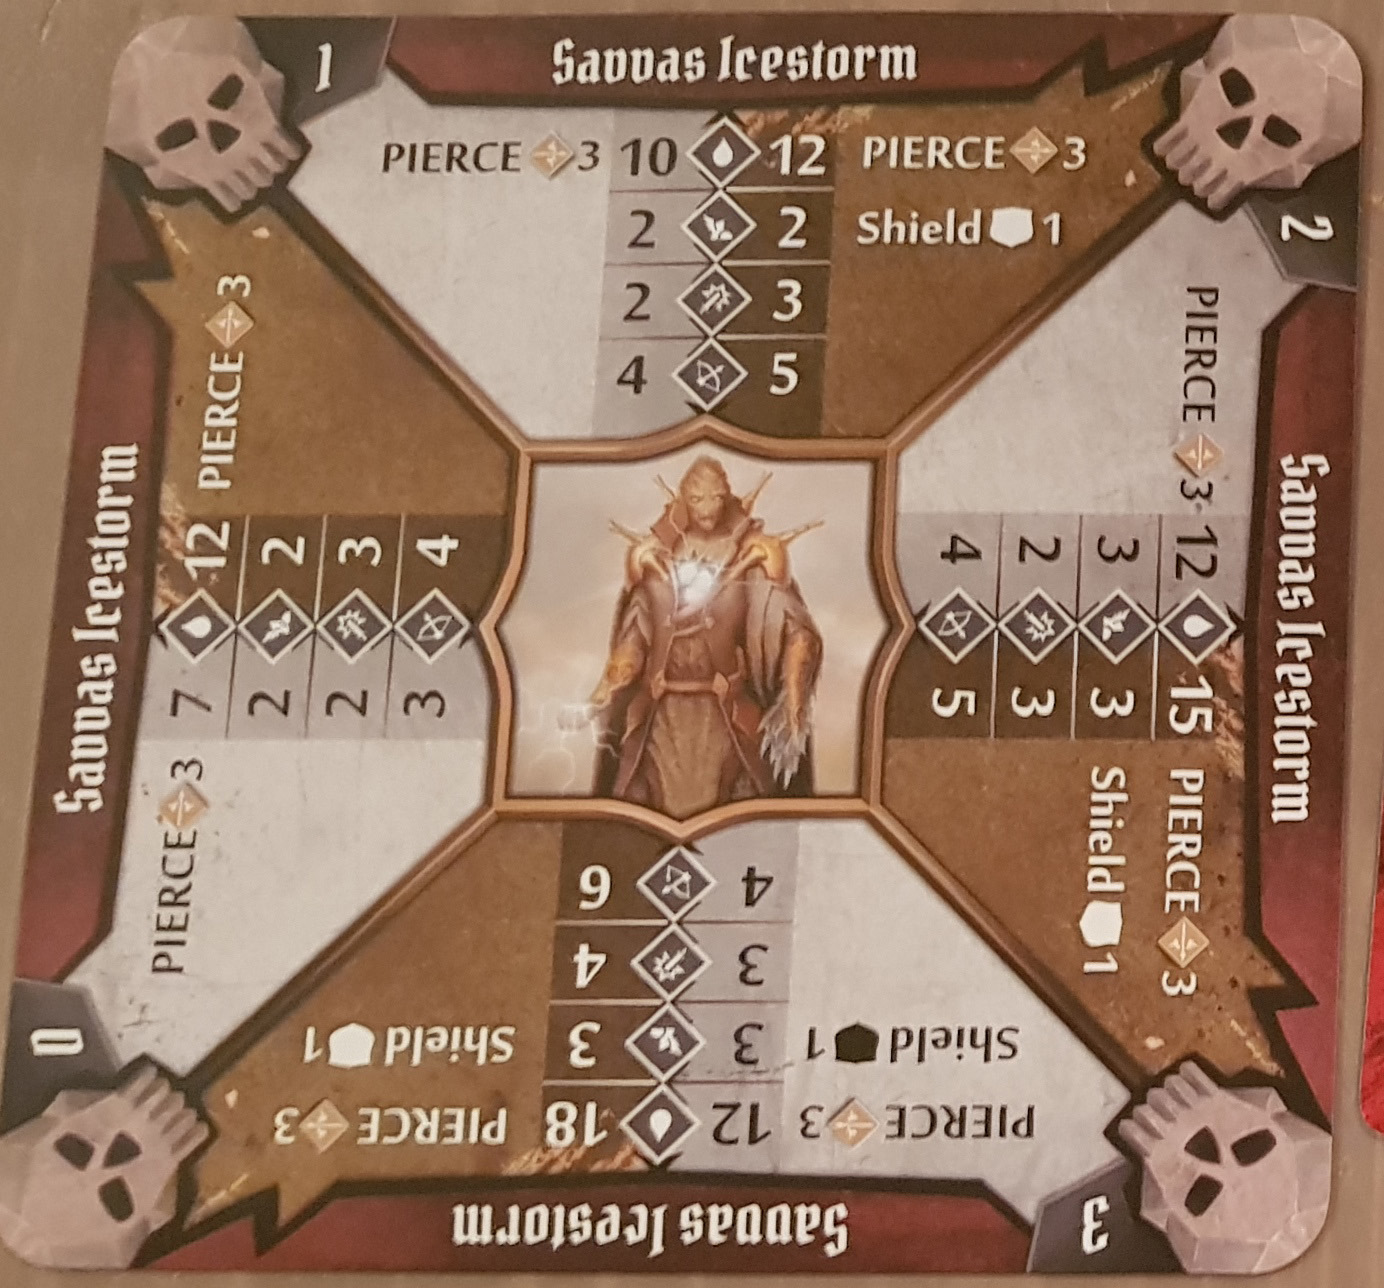 1
Savvas Icestorm
PIERCE 3 10 12 PIERCE 3
2 2 Shield 1
2 3
4 5
2
Savvas Icestorm
PIERCE 3 12 15 PIERCE 3
3 3 Shield 1
2 3
4 5
3
Savvas Icestorm
PIERCE 3 12 18 PIERCE 3
Shield 1 3 3 Shield 1
3 4
4 6
0
Savvas Icestorm
PIERCE 3 7 12 PIERCE 3
2 2
2 3
3 4